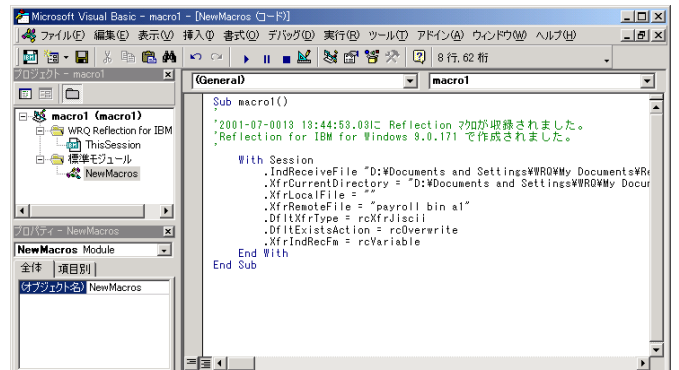 Microsoft Visual Basic - macro1 - [NewMacros (コード)]
ファイル(F) 編集(E) 表示(V) 挿入(I) 書式(O) デバッグ(D) 実行(R) ツール(T) アドイン(A) ウィンドウ(W) ヘルプ(H)
8 行, 62 桁
プロジェクト - macro1
(General)
macro1
macro1 (macro1)
WRQ Reflection for IBM
ThisSession
標準モジュール
NewMacros
Sub macro1()
'
'2001-07-0013 13:44:53.03に Reflection マクロが収録されました。
'Reflection for IBM for Windows 9.0.171 で作成されました。
'
With Session
.IndReceiveFile "D:¥Documents and Settings¥WRQ¥My Documents¥Re
.XfrCurrentDirectory = "D:¥Documents and Settings¥WRQ¥My Docur
.XfrLocalFile = ""
.XfrRemoteFile = "payroll bin a1"
.DfltXfrType = rcXfrJiscii
.DfltExistsAction = rcOverwrite
.XfrIndRecFm = rcVariable
End With
End Sub
プロパティ - NewMacros
NewMacros Module
全体 項目別
(オブジェクト名) NewMacros